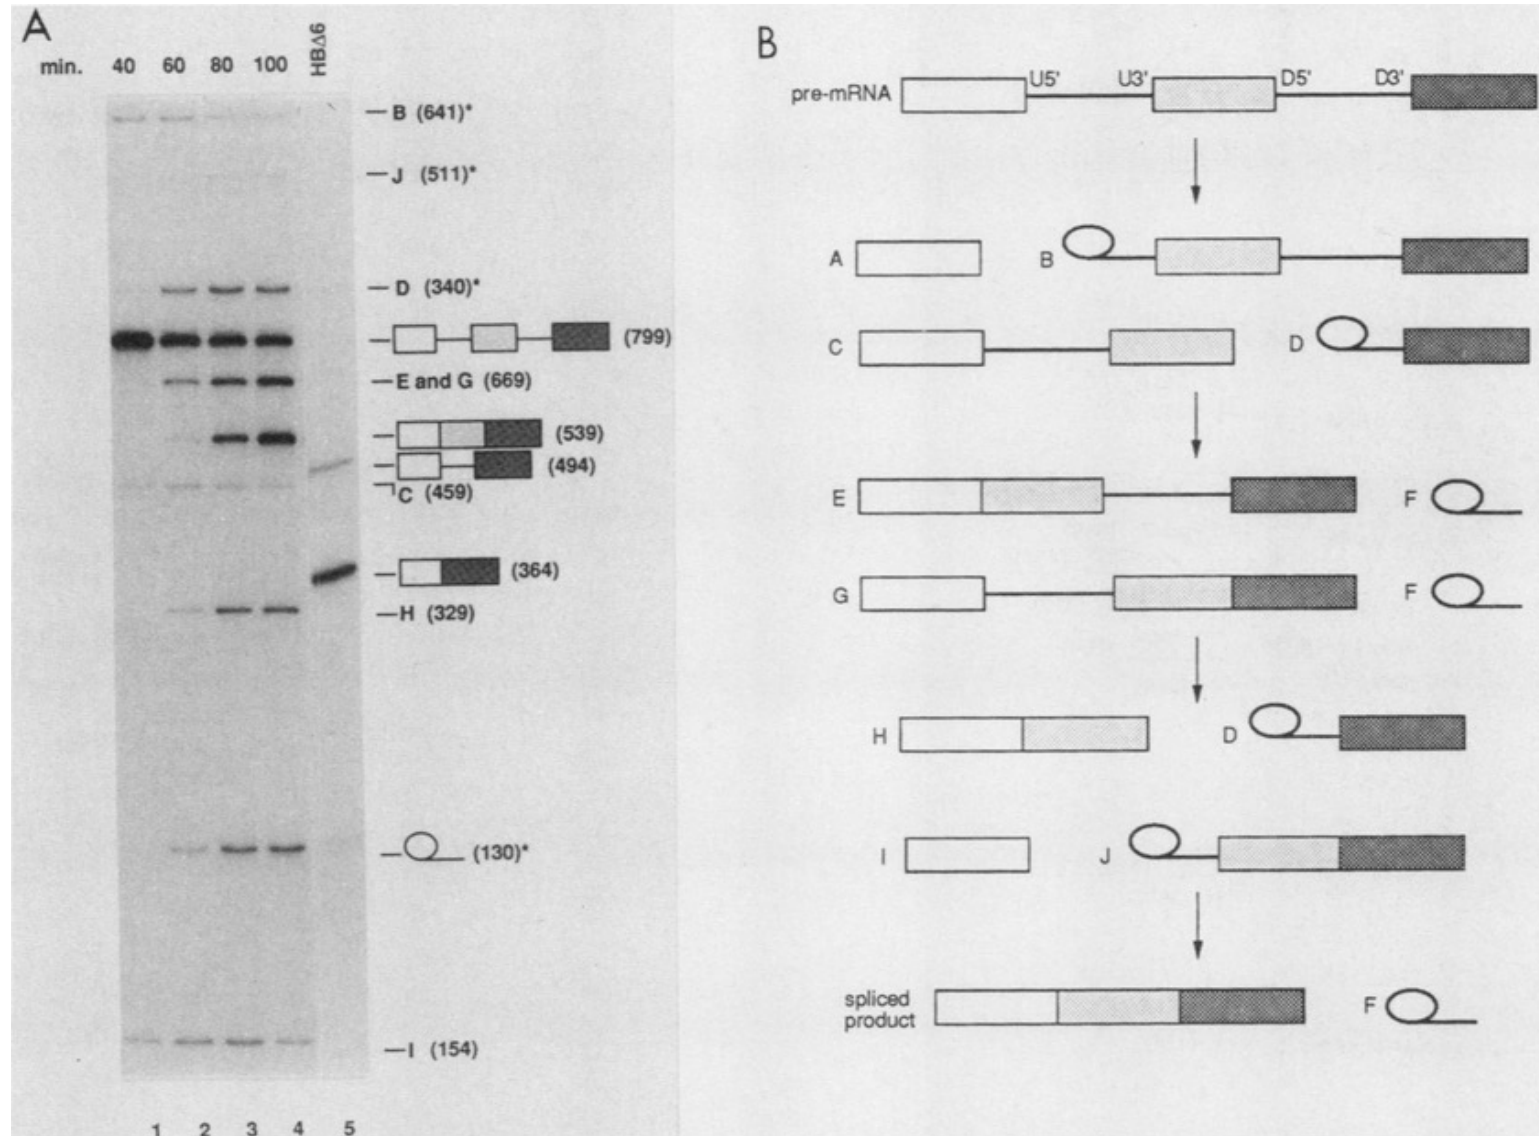 A
min. 40 60 80 100 HBΔ6
B (641)*
J (511)*
D (340)*
(799)
E and G (669)
(539)
(494)
C (459)
(364)
H (329)
(130)*
I (154)
1 2 3 4 5
B
pre-mRNA U5' U3' D5' D3'
A B
C D
E F
G F
H D
I J
spliced
product F